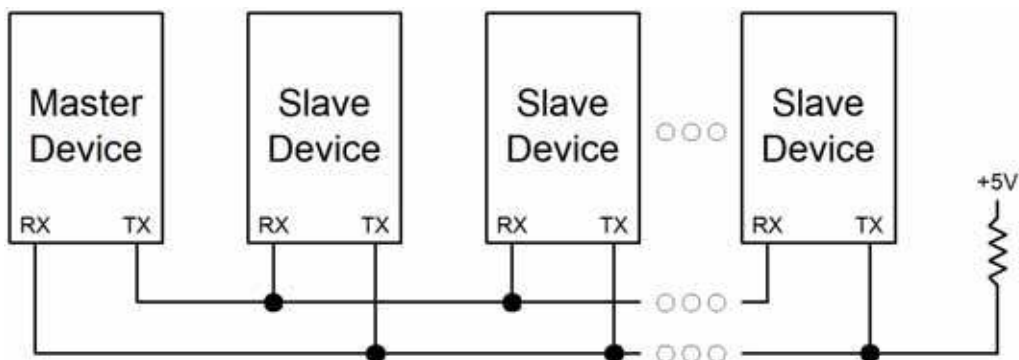 Master
Device
Slave
Device
Slave
Device
Slave
Device
+5V
RX TX
RX TX
RX TX
RX TX